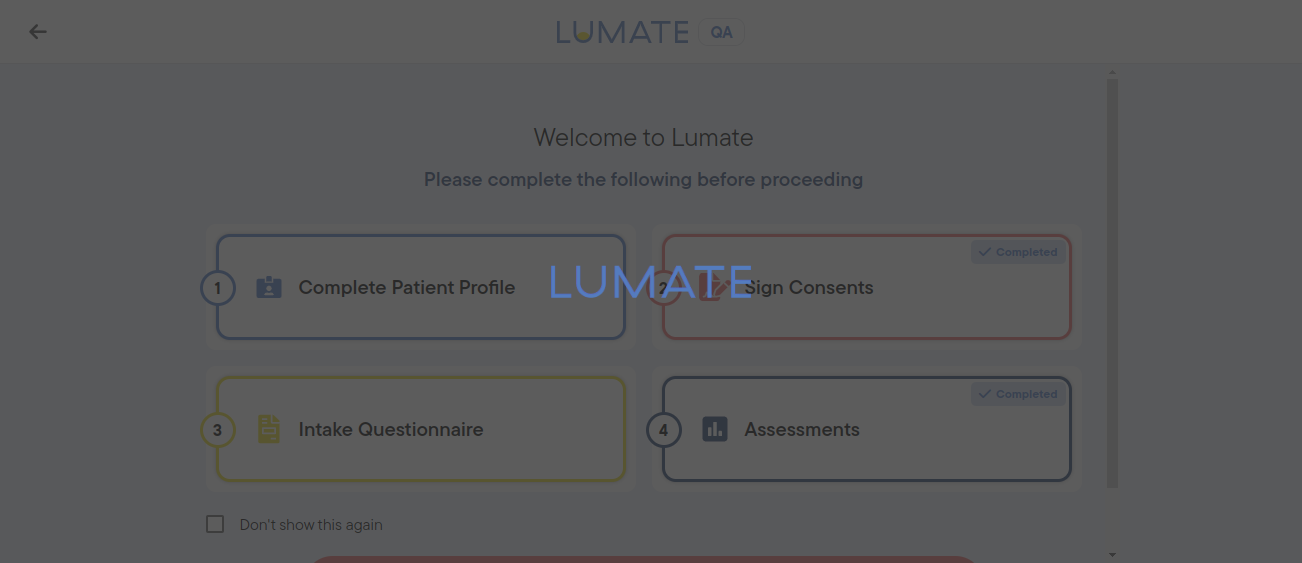 LUMATE QA
Welcome to Lumate
Please complete the following before proceeding
1 Complete Patient Profile
Completed
2 Sign Consents
LUMATE
3 Intake Questionnaire
Completed
4 Assessments
Don't show this again